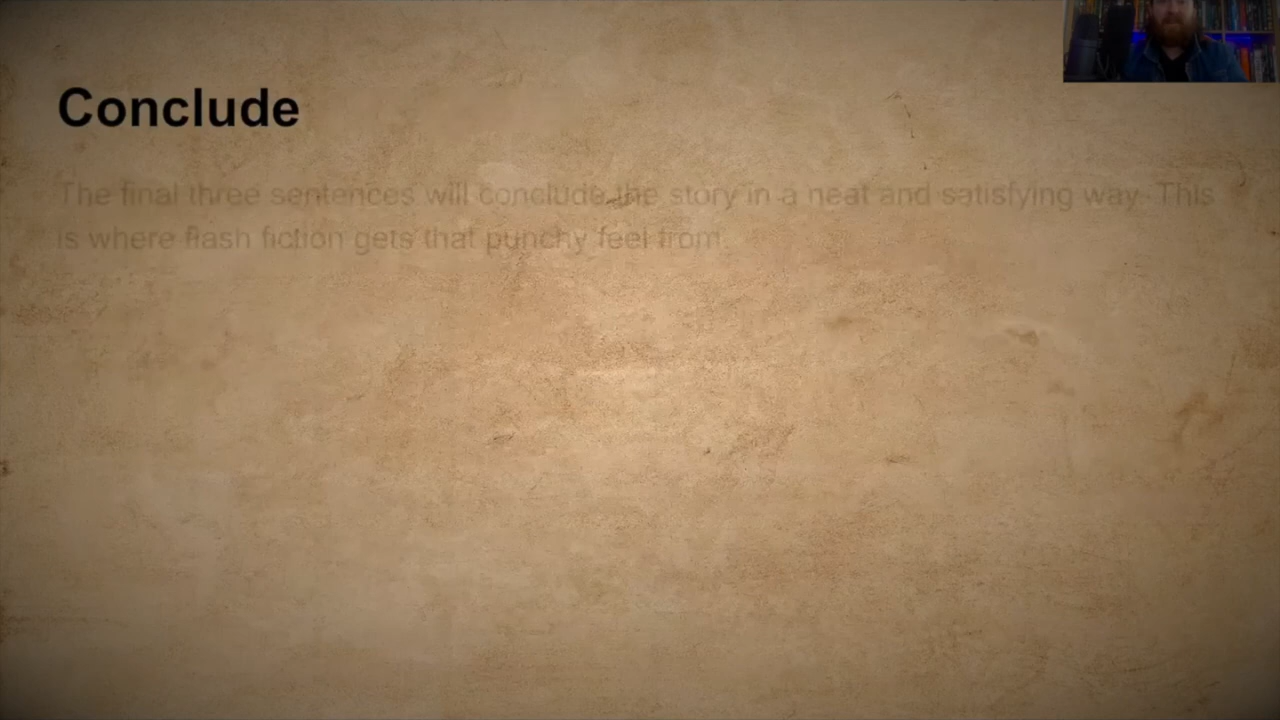 Conclude
The final three sentences will conclude the story in a neat and satisfying way. This
is where flash fiction gets that punchy feel from.